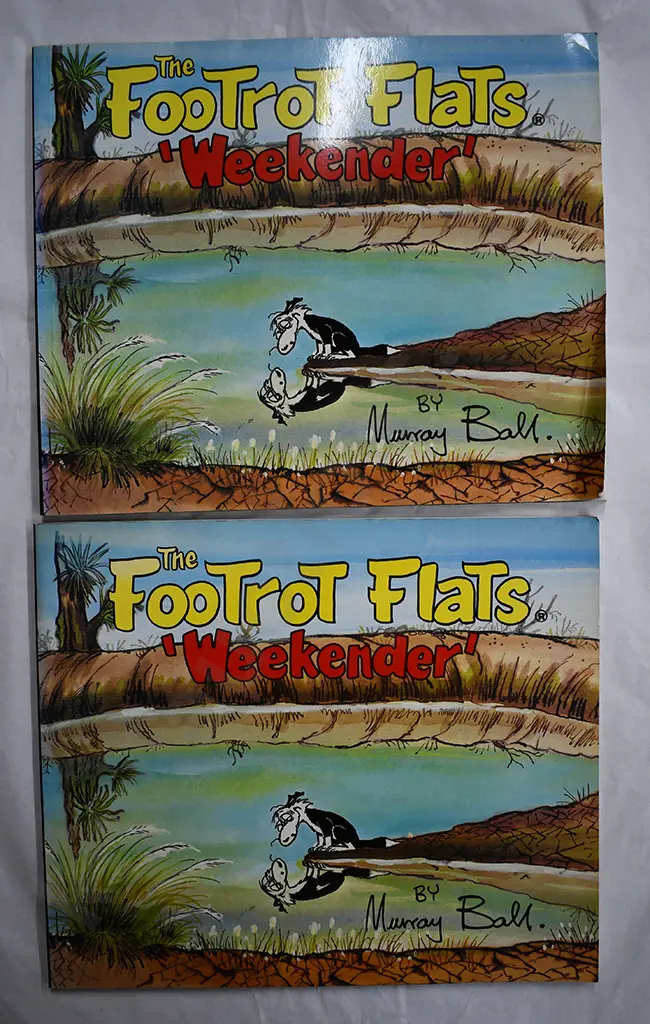 The
FooTroT FlaTs®
'Weekender'
BY
Murray Ball.
The
FooTroT FlaTs®
'Weekender'
BY
Murray Ball.